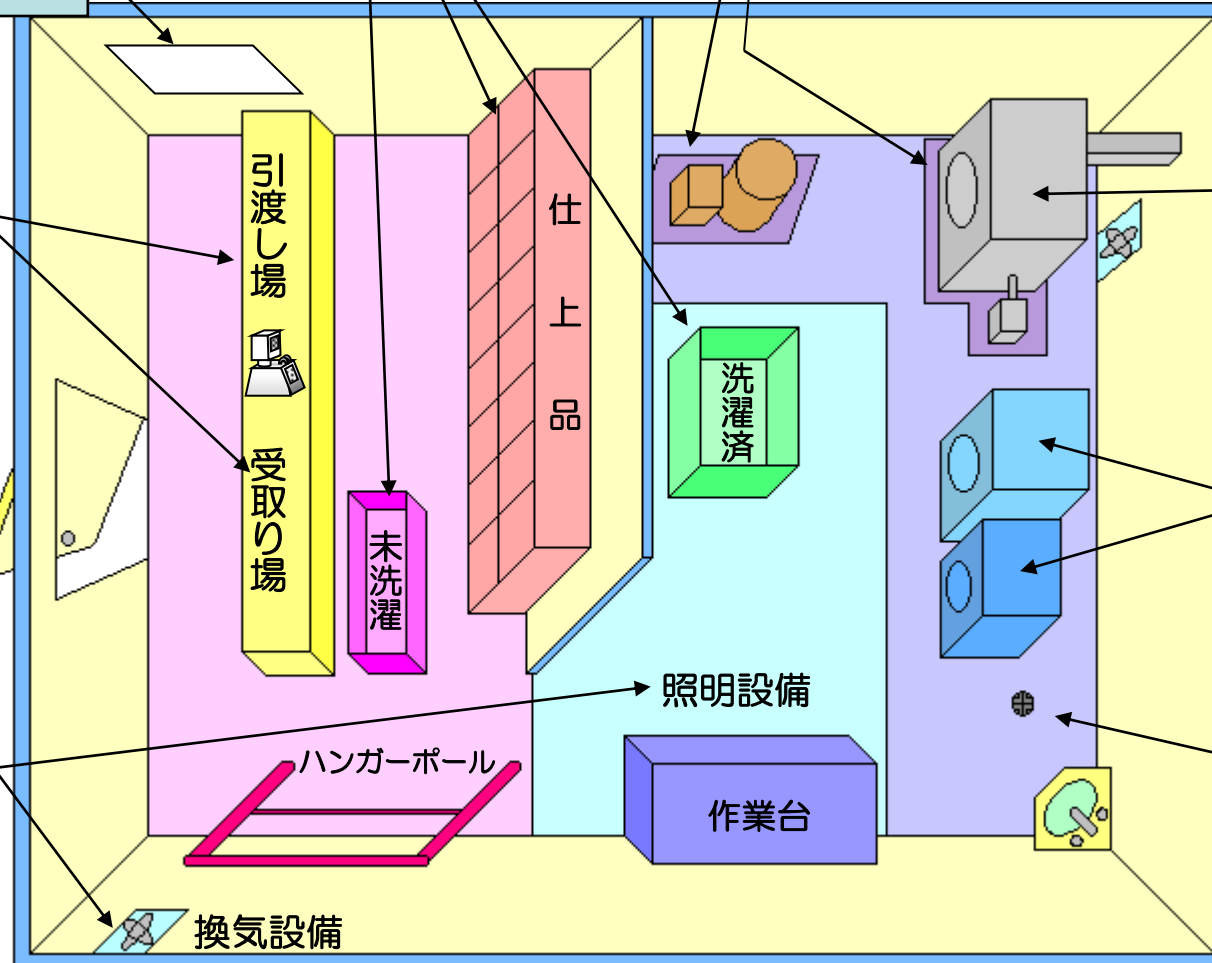 引渡し場
受取り場
未洗濯
仕上品
洗濯済
照明設備
ハンガーポール
作業台
換気設備